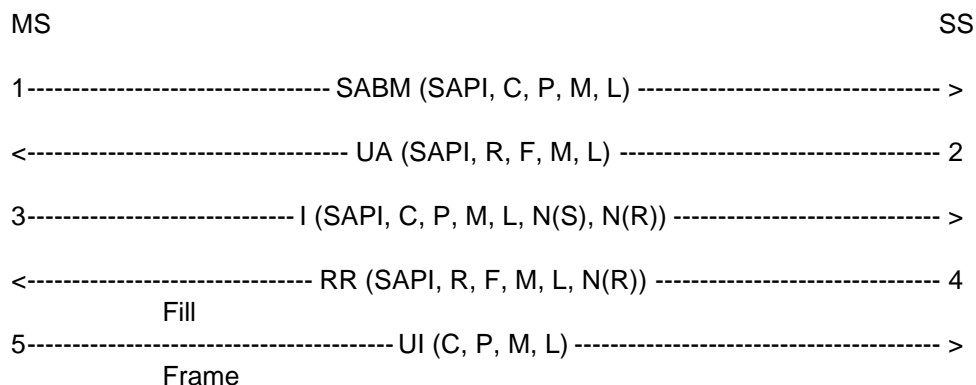 MS SS
1---------------------------------- SABM (SAPI, C, P, M, L) ---------------------------------- >
<------------------------------------ UA (SAPI, R, F, M, L) ------------------------------------ 2
3------------------------------ I (SAPI, C, P, M, L, N(S), N(R)) ------------------------------ >
<-------------------------------- RR (SAPI, R, F, M, L, N(R)) -------------------------------- 4
Fill
5----------------------------------------- UI (C, P, M, L) ----------------------------------------- >
Frame